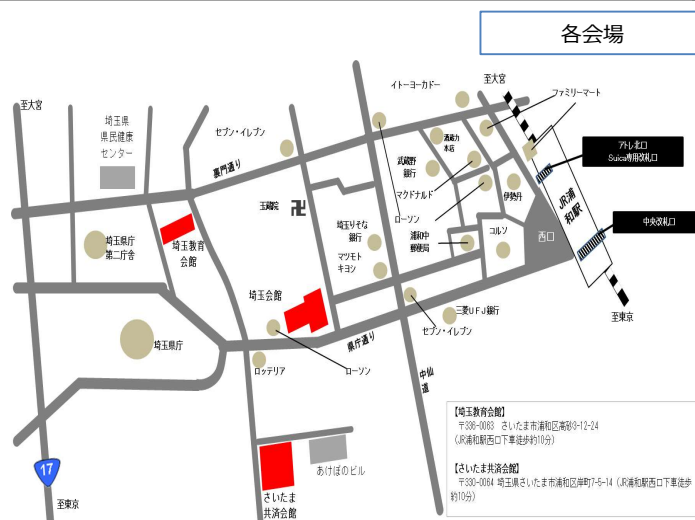 各会場
イトーヨーカドー
至大宮
ファミリーマート
至大宮
埼玉県
県民健康
センター
セブン・イレブン
裏門通り
酒蔵力
本店
武蔵野
銀行
マクドナルド
ローソン
伊勢丹
アトレ北口
Suica専用改札口
JR浦和駅
中央改札口
玉蔵院
埼玉りそな
銀行
マツモト
キヨシ
浦和中
郵便局
コルソ
西口
埼玉県庁
第二庁舎
埼玉教育
会館
埼玉会館
埼玉県庁
県庁通り
三菱UFJ銀行
セブン・イレブン
至東京
ロッテリア
ローソン
中仙道
17
至東京
あけぼのビル
さいたま
共済会館
【埼玉教育会館】
〒336-0063 さいたま市浦和区高砂3-12-24
(JR浦和駅西口下車徒歩約10分)
【さいたま共済会館】
〒330-0064 埼玉県さいたま市浦和区岸町7-5-14 (JR浦和駅西口下車徒歩
約10分)